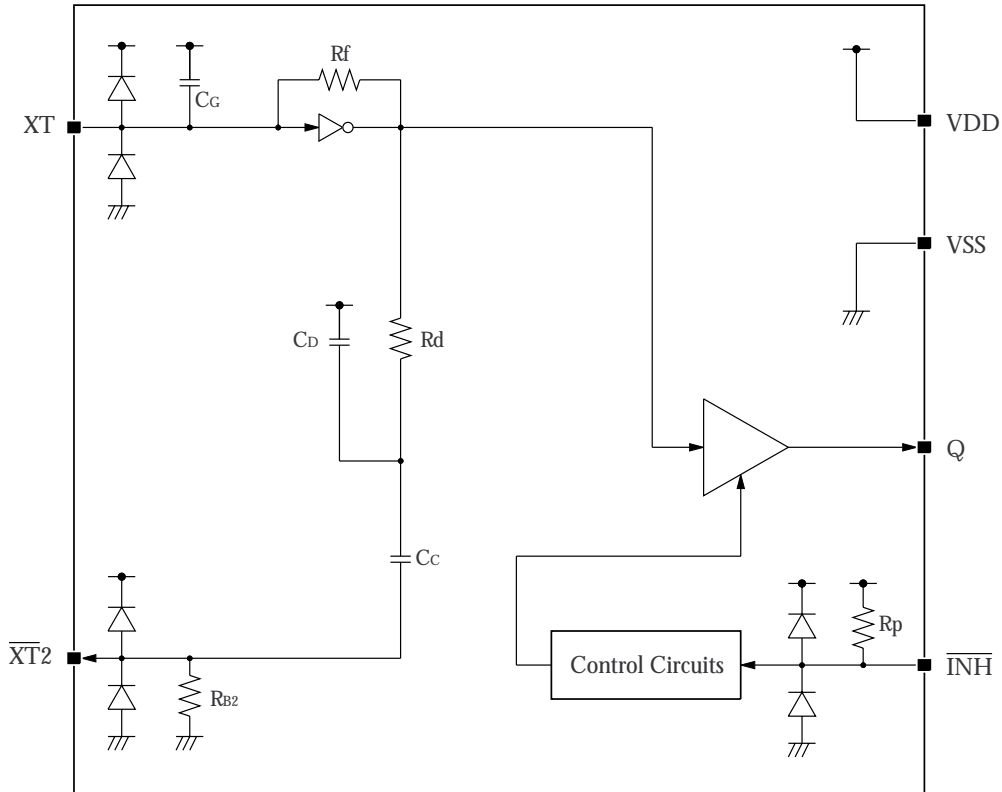 Rf
CG
XT
VDD
VSS
CD
Rd
Q
CC
Rp
XT2
Control Circuits
INH
RB2